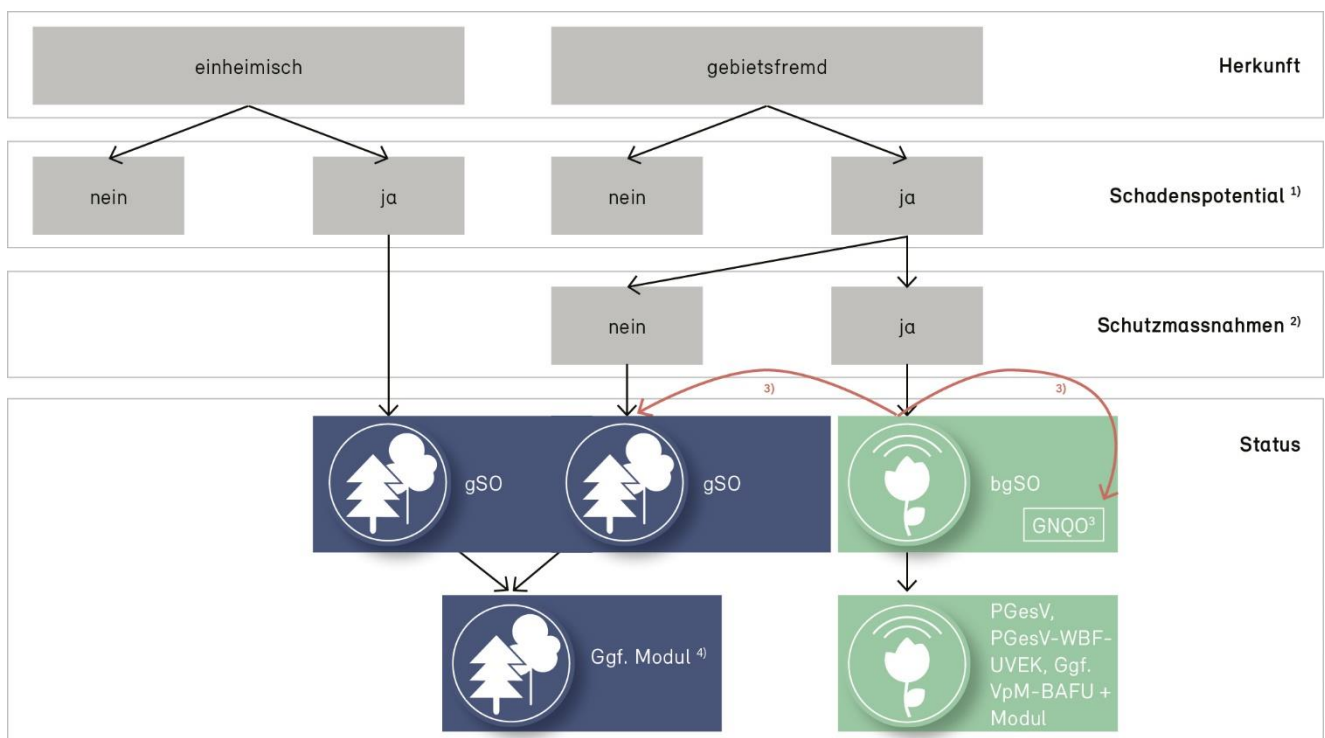 einheimisch
gebietsfremd
Herkunft
nein
ja
nein
ja
Schadenspotential 1)
nein
ja
Schutzmassnahmen 2)
3)
3)
Status
gSO
gSO
bgSO
GNQO3
Ggf. Modul 4)
PGesV,
PGesV-WBF-
UVEK, Ggf.
VpM-BAFU +
Modul